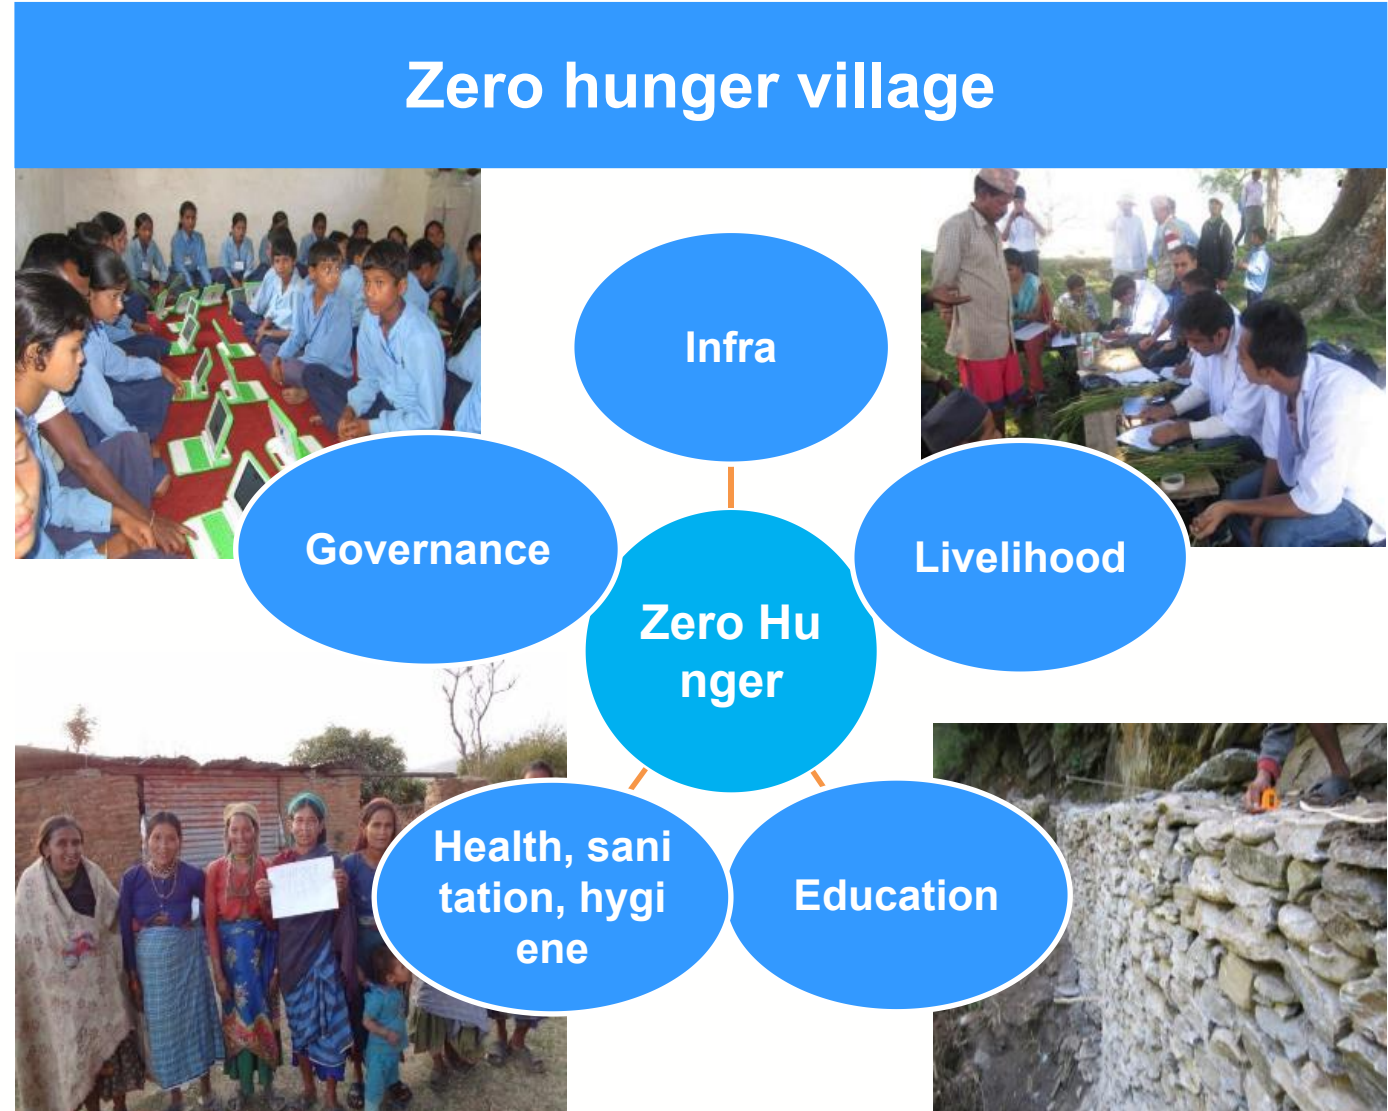 Zero hunger village
Infra
Governance
Livelihood
Zero Hu
nger
Health, sani
tation, hygi
ene
Education